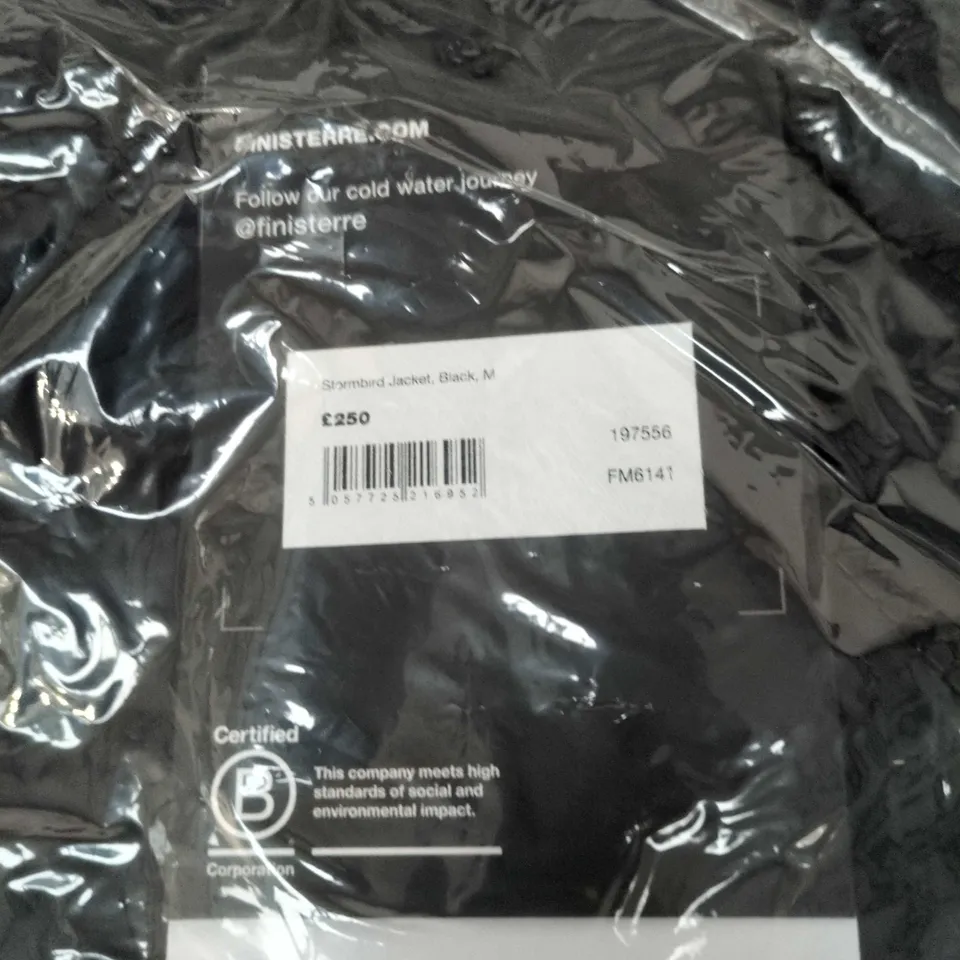 FINISTERRE.COM
Follow our cold water journey
@finisterre
Stormbird Jacket, Black, M
£250
197556
5 057725 216952
FM6141
Certified
B
This company meets high
standards of social and
environmental impact.
Corporation